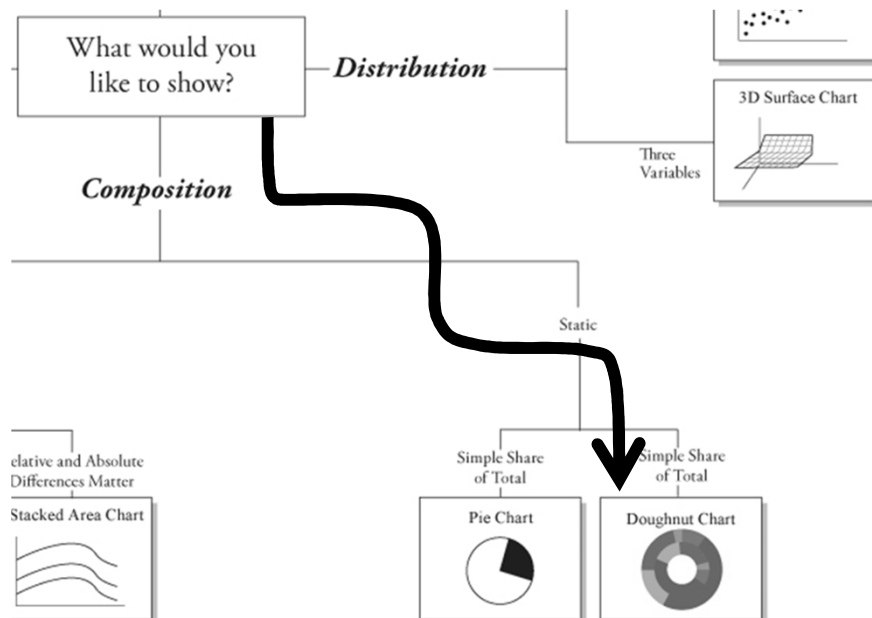 What would you
like to show?
Distribution
3D Surface Chart
Three
Variables
Composition
Static
elative and Absolute
Differences Matter
Stacked Area Chart
Simple Share
of Total
Pie Chart
Simple Share
of Total
Doughnut Chart